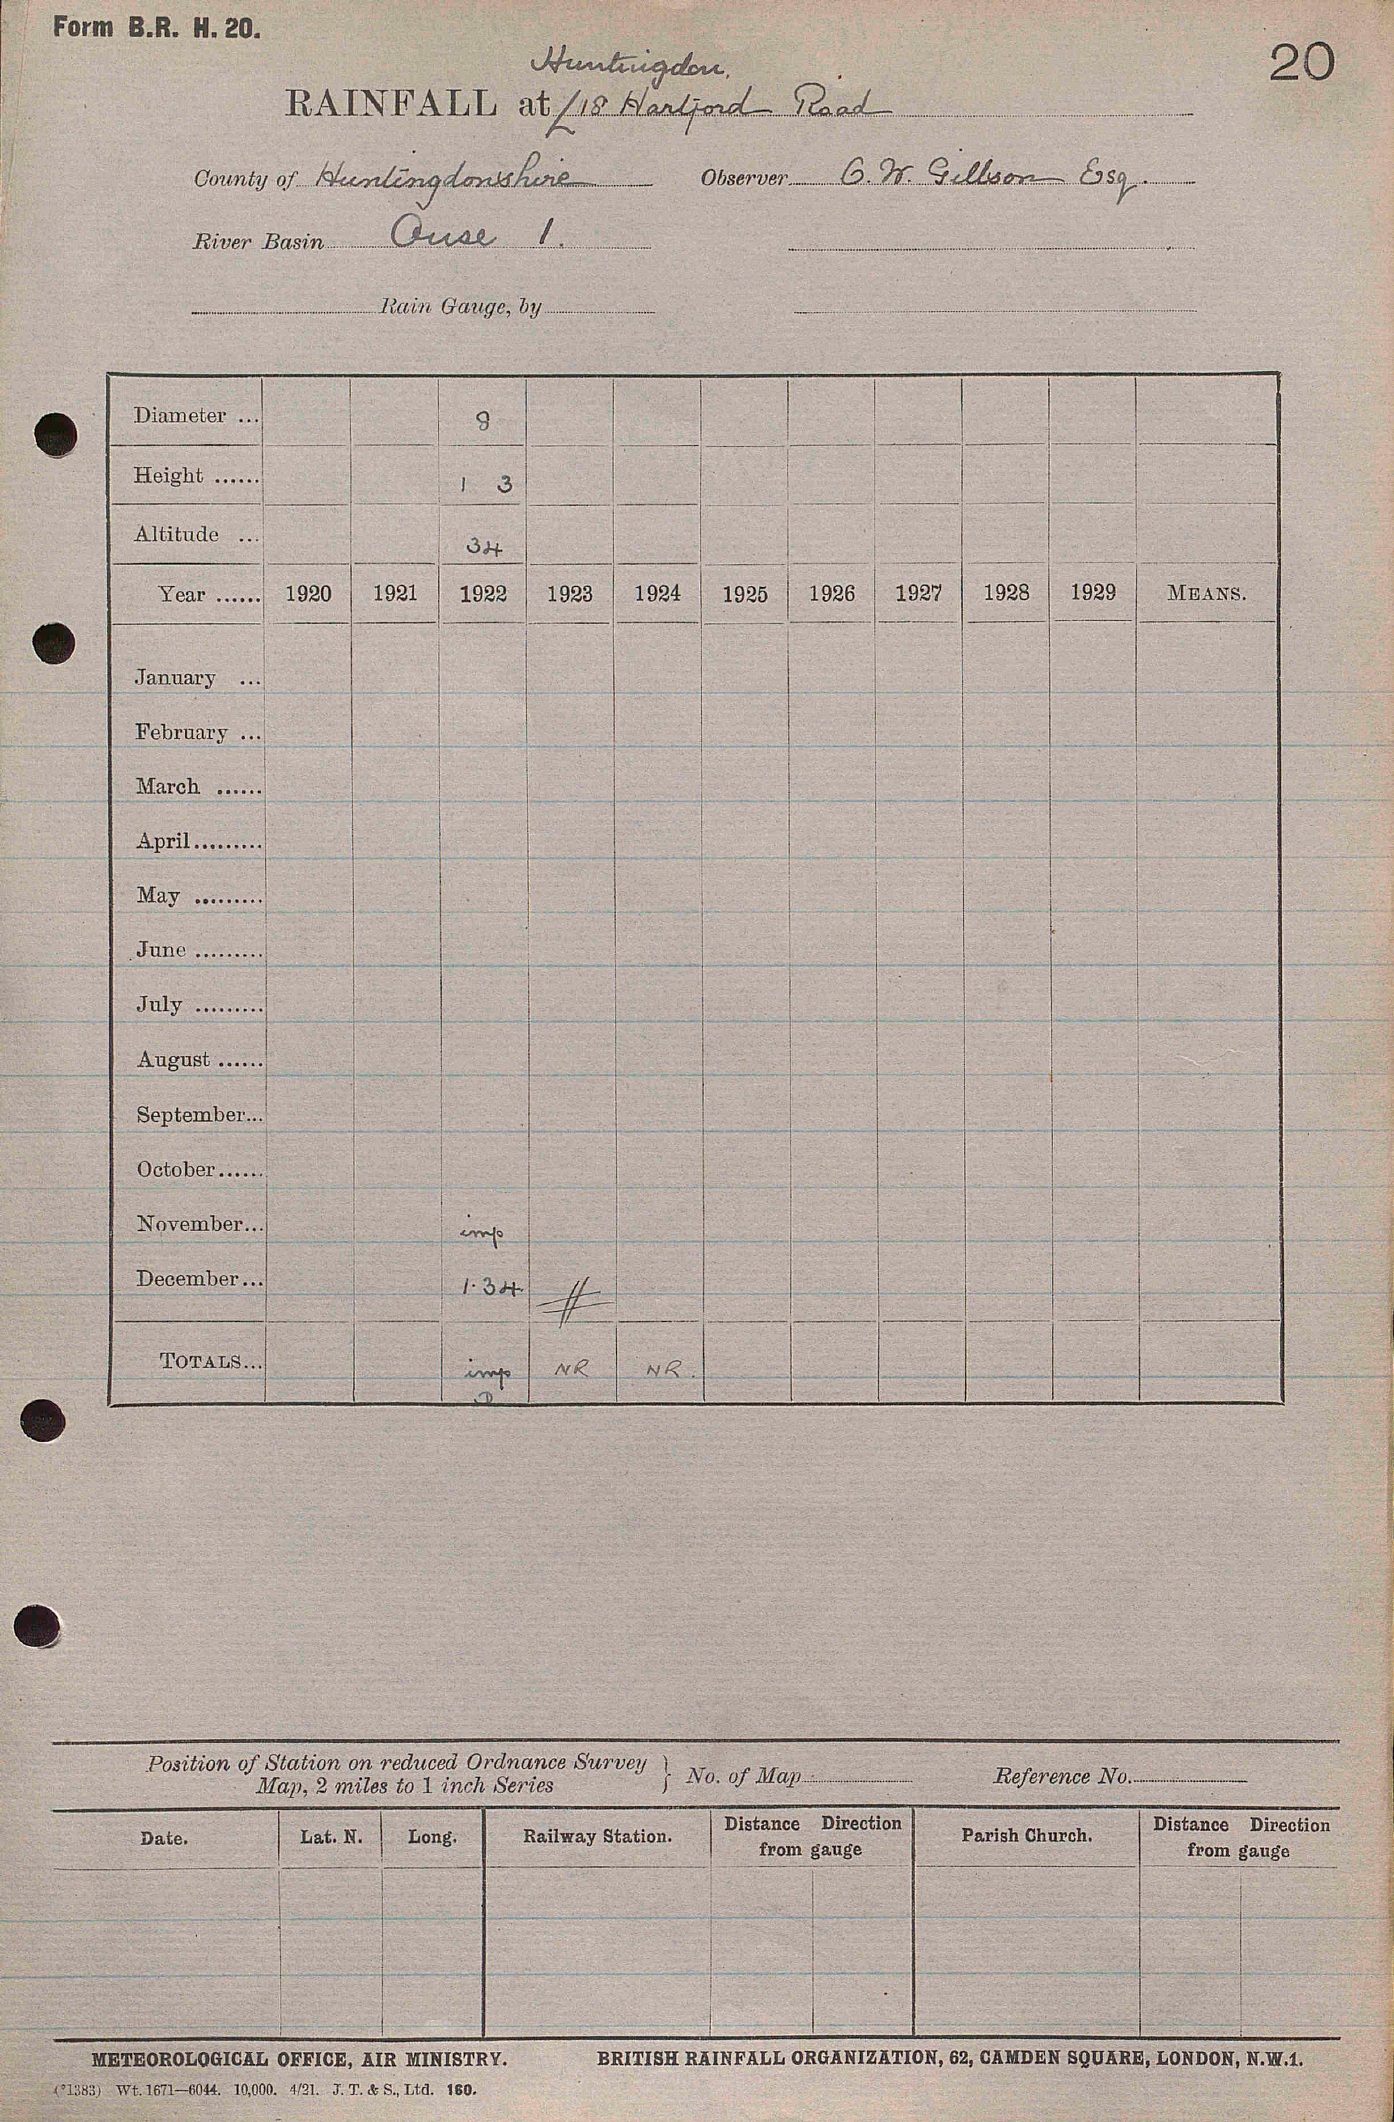 Form B.R. H. 20.
20
Huntingdon.
RAINFALL at 18 Hartford Road
County of Huntingdonshire Observer G. W. Gillson Esq.
River Basin Ouse 1.
Rain Gauge, by
Diameter ... 8
Height ...... 1 3
Altitude ... 34
Year ...... 1920 1921 1922 1923 1924 1925 1926 1927 1928 1929 MEANS.
January ...
February ...
March ......
April.........
May .........
June .........
July .........
August ......
September...
October......
November... imp
December... 1.34
TOTALS... imp NR NR.
Position of Station on reduced Ordnance Survey
Map, 2 miles to 1 inch Series } No. of Map Reference No.
Date. Lat. N. Long. Railway Station. Distance Direction from gauge Parish Church. Distance Direction from gauge
METEOROLOGICAL OFFICE, AIR MINISTRY. BRITISH RAINFALL ORGANIZATION, 62, CAMDEN SQUARE, LONDON, N.W.1.
(*1383) Wt. 1671—6044. 10,000. 4/21. J. T. & S., Ltd. 160.